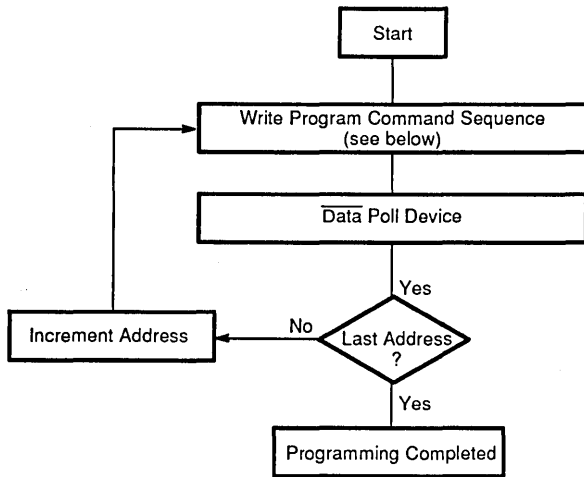 Start
Write Program Command Sequence
(see below)
Data Poll Device
Yes
Increment Address
No
Last Address
?
Yes
Programming Completed